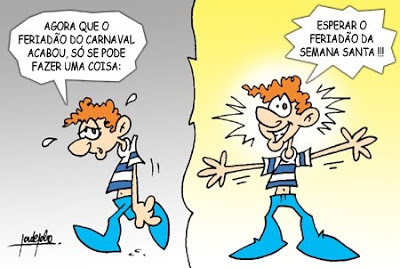 AGORA QUE O
FERIADÃO DO CARNAVAL
ACABOU, SÓ SE PODE
FAZER UMA COISA:
ESPERAR O
FERIADÃO DA
SEMANA SANTA !!!